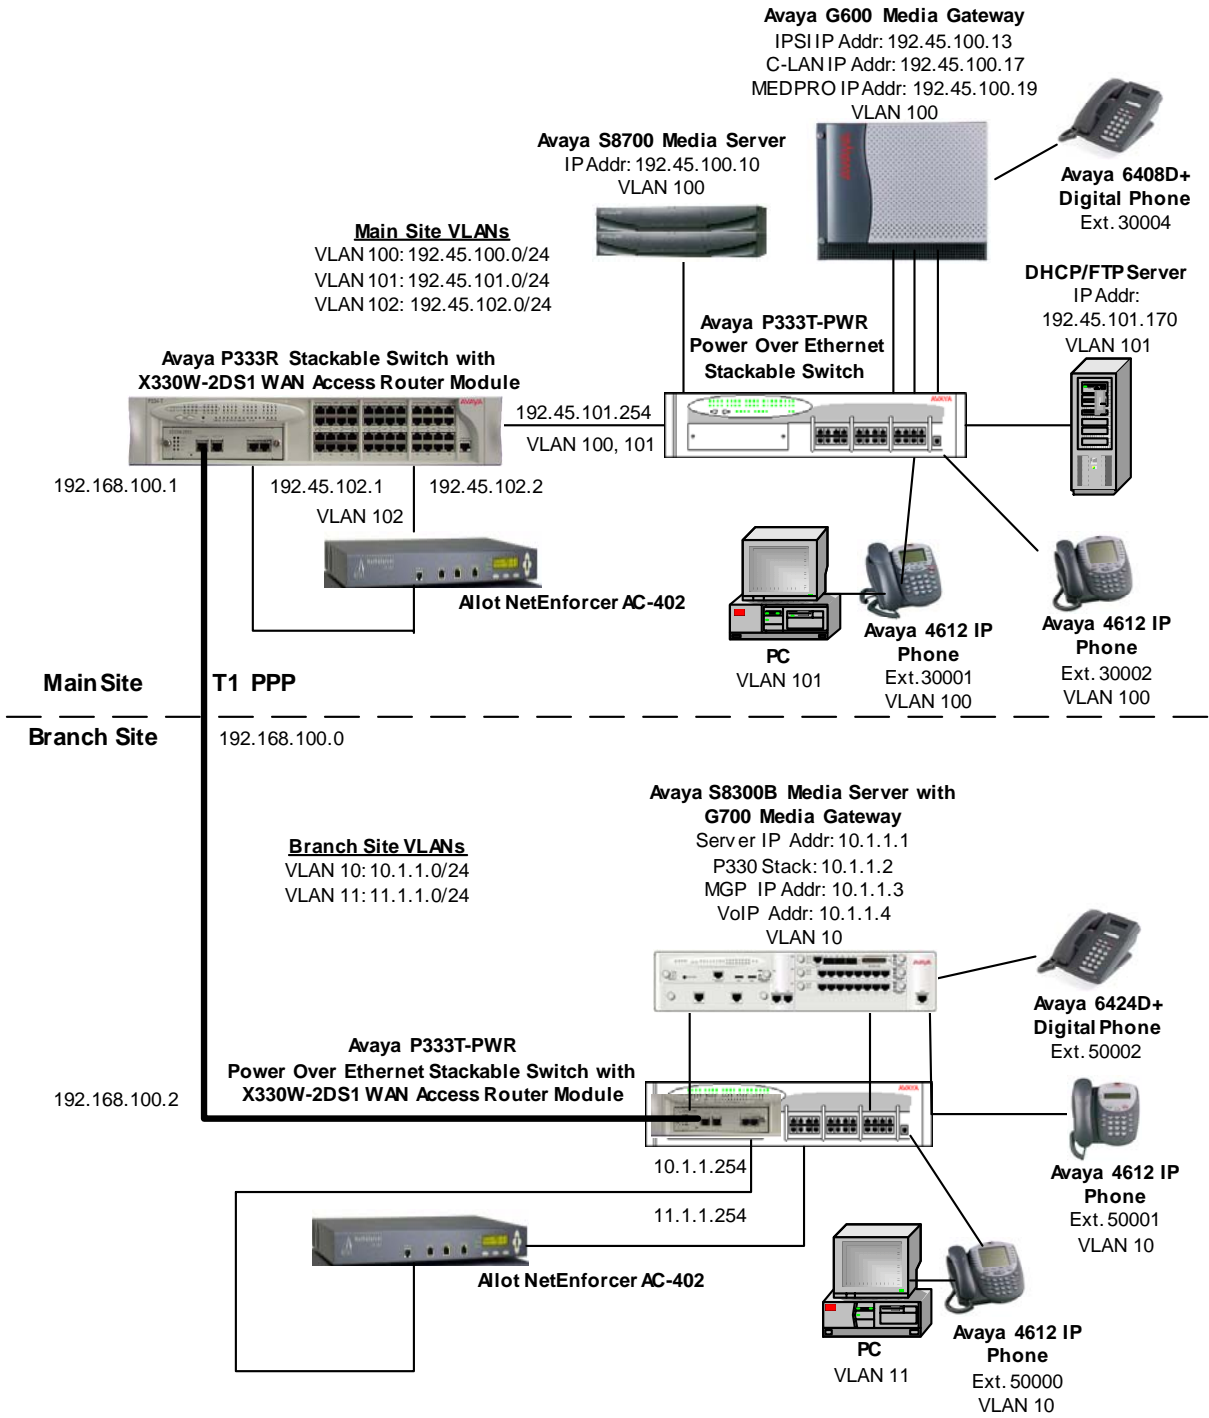 Avaya G600 Media Gateway
IPSI IP Addr: 192.45.100.13
C-LAN IP Addr: 192.45.100.17
MEDPRO IP Addr: 192.45.100.19
VLAN 100
Avaya S8700 Media Server
IP Addr: 192.45.100.10
VLAN 100
Avaya 6408D+
Digital Phone
Ext. 30004
Main Site VLANs
VLAN 100: 192.45.100.0/24
VLAN 101: 192.45.101.0/24
VLAN 102: 192.45.102.0/24
DHCP/FTP Server
IP Addr:
192.45.101.170
VLAN 101
Avaya P333T-PWR
Power Over Ethernet
Stackable Switch
Avaya P333R Stackable Switch with
X330W-2DS1 WAN Access Router Module
AVAYA
192.45.101.254
VLAN 100, 101
AVAYA
192.168.100.1
192.45.102.1
192.45.102.2
VLAN 102
Allot NetEnforcer AC-402
PC
VLAN 101
Avaya 4612 IP
Phone
Ext. 30001
VLAN 100
Avaya 4612 IP
Phone
Ext. 30002
VLAN 100
Main Site
T1 PPP
Branch Site
192.168.100.0
Avaya S8300B Media Server with
G700 Media Gateway
Server IP Addr: 10.1.1.1
P330 Stack: 10.1.1.2
MGP IP Addr: 10.1.1.3
VoIP Addr: 10.1.1.4
VLAN 10
Branch Site VLANs
VLAN 10: 10.1.1.0/24
VLAN 11: 11.1.1.0/24
AVAYA
Avaya 6424D+
Digital Phone
Ext. 50002
Avaya P333T-PWR
Power Over Ethernet Stackable Switch with
X330W-2DS1 WAN Access Router Module
AVAYA
192.168.100.2
10.1.1.254
11.1.1.254
Avaya 4612 IP
Phone
Ext. 50001
VLAN 10
Allot NetEnforcer AC-402
PC
VLAN 11
Avaya 4612 IP
Phone
Ext. 50000
VLAN 10